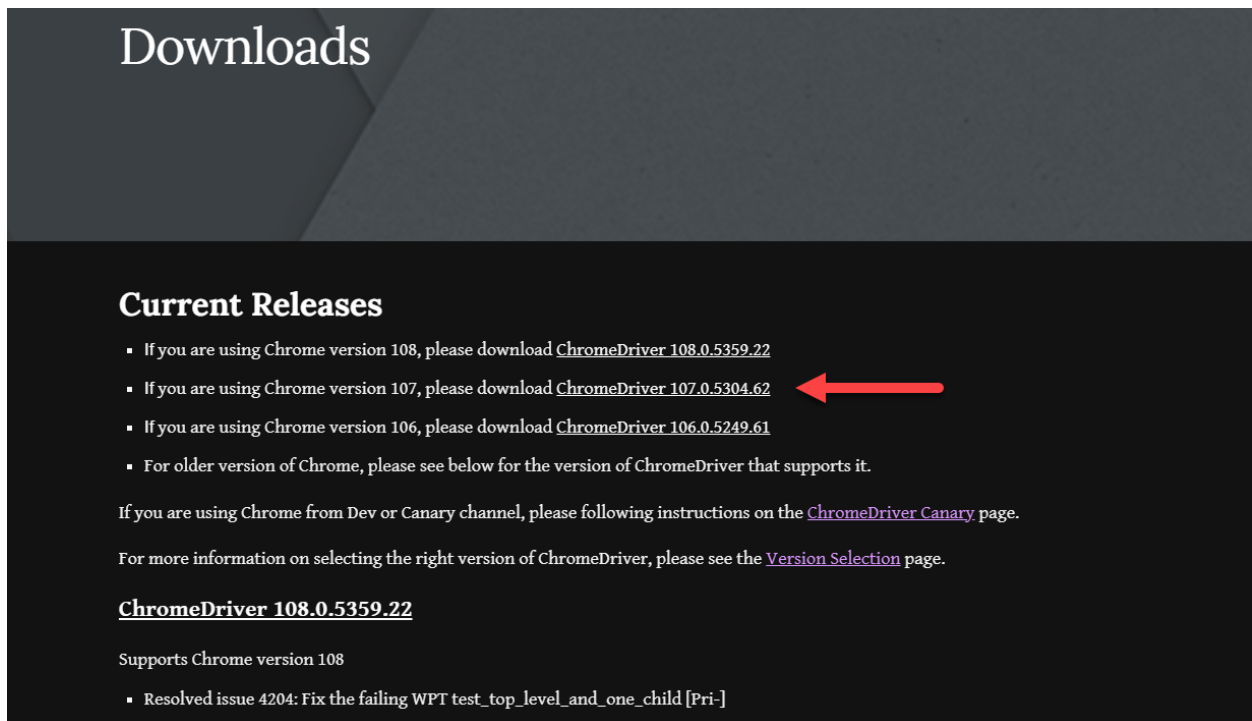 Downloads
Current Releases
▪ If you are using Chrome version 108, please download ChromeDriver 108.0.5359.22
▪ If you are using Chrome version 107, please download ChromeDriver 107.0.5304.62
▪ If you are using Chrome version 106, please download ChromeDriver 106.0.5249.61
▪ For older version of Chrome, please see below for the version of ChromeDriver that supports it.
If you are using Chrome from Dev or Canary channel, please following instructions on the ChromeDriver Canary page.
For more information on selecting the right version of ChromeDriver, please see the Version Selection page.
ChromeDriver 108.0.5359.22
Supports Chrome version 108
▪ Resolved issue 4204: Fix the failing WPT test_top_level_and_one_child [Pri-]